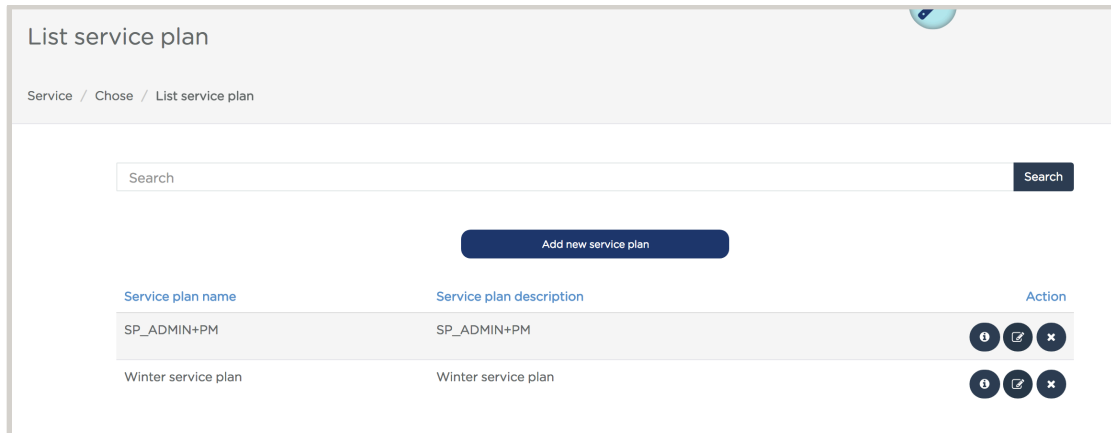 List service plan
Service / Chose / List service plan
Search Search
Add new service plan
Service plan name Service plan description Action
SP_ADMIN+PM SP_ADMIN+PM
Winter service plan Winter service plan